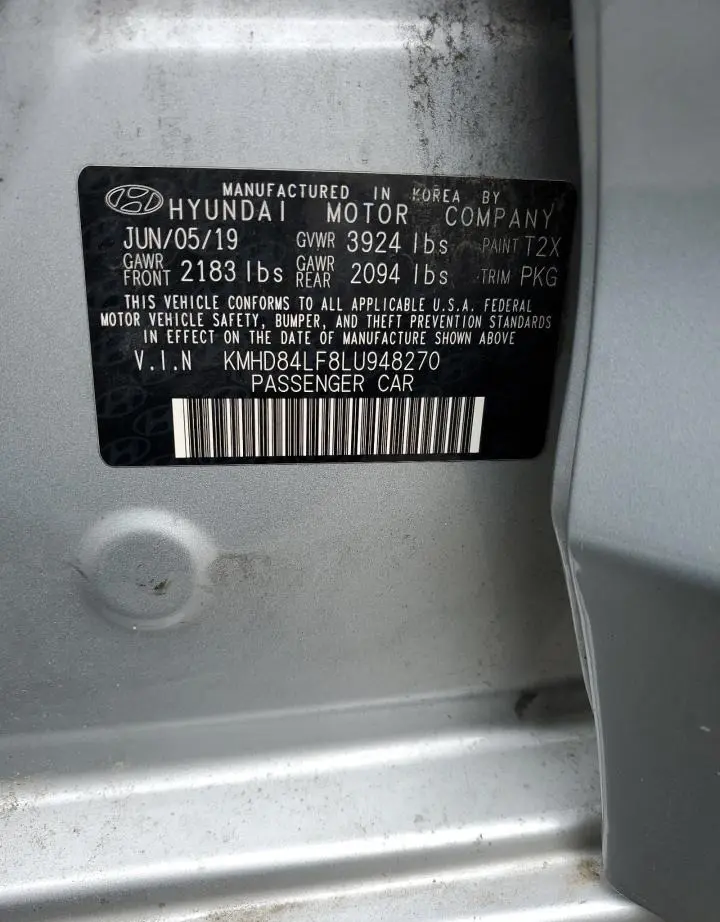 MANUFACTURED IN KOREA BY
HYUNDAI MOTOR COMPANY
JUN/05/19 GVWR 3924 lbs PAINT T2X
GAWR FRONT 2183 lbs GAWR REAR 2094 lbs TRIM PKG
THIS VEHICLE CONFORMS TO ALL APPLICABLE U.S.A. FEDERAL
MOTOR VEHICLE SAFETY, BUMPER, AND THEFT PREVENTION STANDARDS
IN EFFECT ON THE DATE OF MANUFACTURE SHOWN ABOVE
V.I.N KMHD84LF8LU948270
PASSENGER CAR